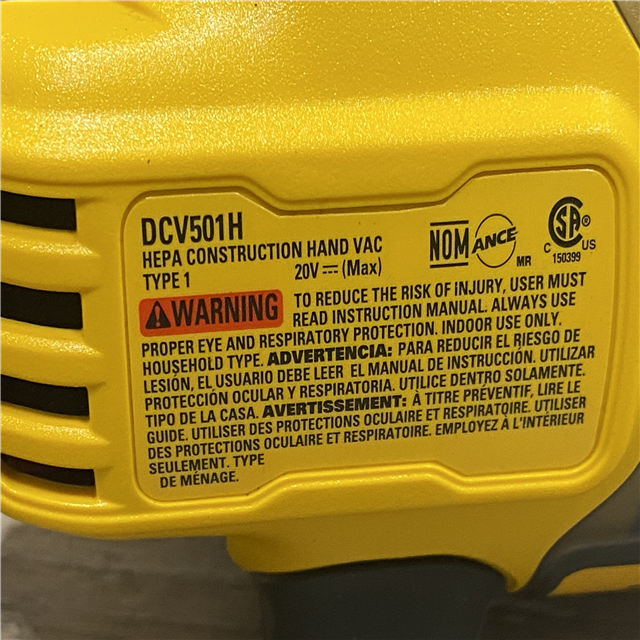 DCV501H
HEPA CONSTRUCTION HAND VAC
TYPE 1 20V⎓(Max)
NOM ANCE MR
CSA® C US
150399
WARNING TO REDUCE THE RISK OF INJURY, USER MUST
READ INSTRUCTION MANUAL. ALWAYS USE
PROPER EYE AND RESPIRATORY PROTECTION. INDOOR USE ONLY.
HOUSEHOLD TYPE. ADVERTENCIA: PARA REDUCIR EL RIESGO DE
LESIÓN, EL USUARIO DEBE LEER EL MANUAL DE INSTRUCCIÓN. UTILIZAR
PROTECCIÓN OCULAR Y RESPIRATORIA. UTILICE DENTRO SOLAMENTE.
TIPO DE LA CASA. AVERTISSEMENT: À TITRE PRÉVENTIF, LIRE LE
GUIDE. UTILISER DES PROTECTIONS OCULAIRE ET RESPIRATOIRE. UTILISER
DES PROTECTIONS OCULAIRE ET RESPIRATOIRE. EMPLOYEZ À L'INTÉRIEUR
SEULEMENT. TYPE
DE MÉNAGE.